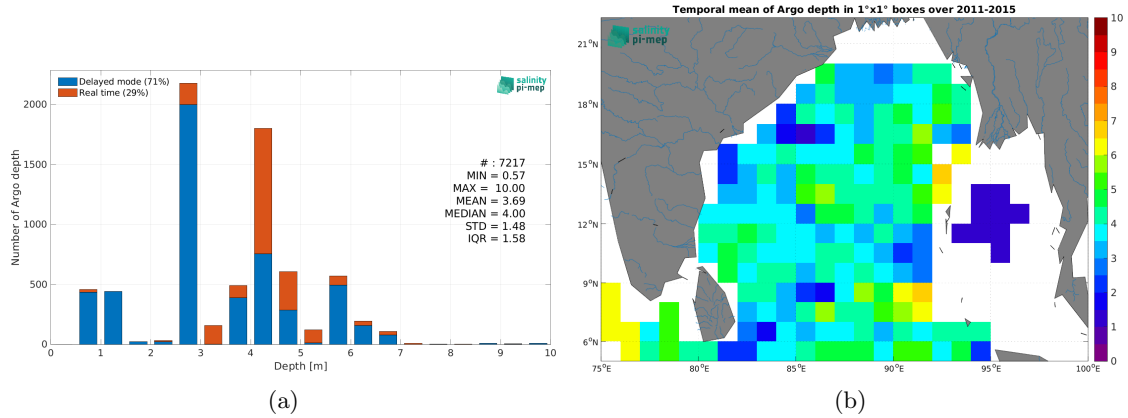 Delayed mode (71%)
Real time (29%)
salinity
pi-mep
# : 7217
MIN = 0.57
MAX = 10.00
MEAN = 3.69
MEDIAN = 4.00
STD = 1.48
IQR = 1.58
Number of Argo depth
2000
1500
1000
500
0
0 1 2 3 4 5 6 7 8 9 10
Depth [m]
(a)
Temporal mean of Argo depth in 1°x1° boxes over 2011-2015
salinity
pi-mep
21°N
18°N
15°N
12°N
9°N
6°N
75°E 80°E 85°E 90°E 95°E 100°E
10
9
8
7
6
5
4
3
2
1
0
(b)